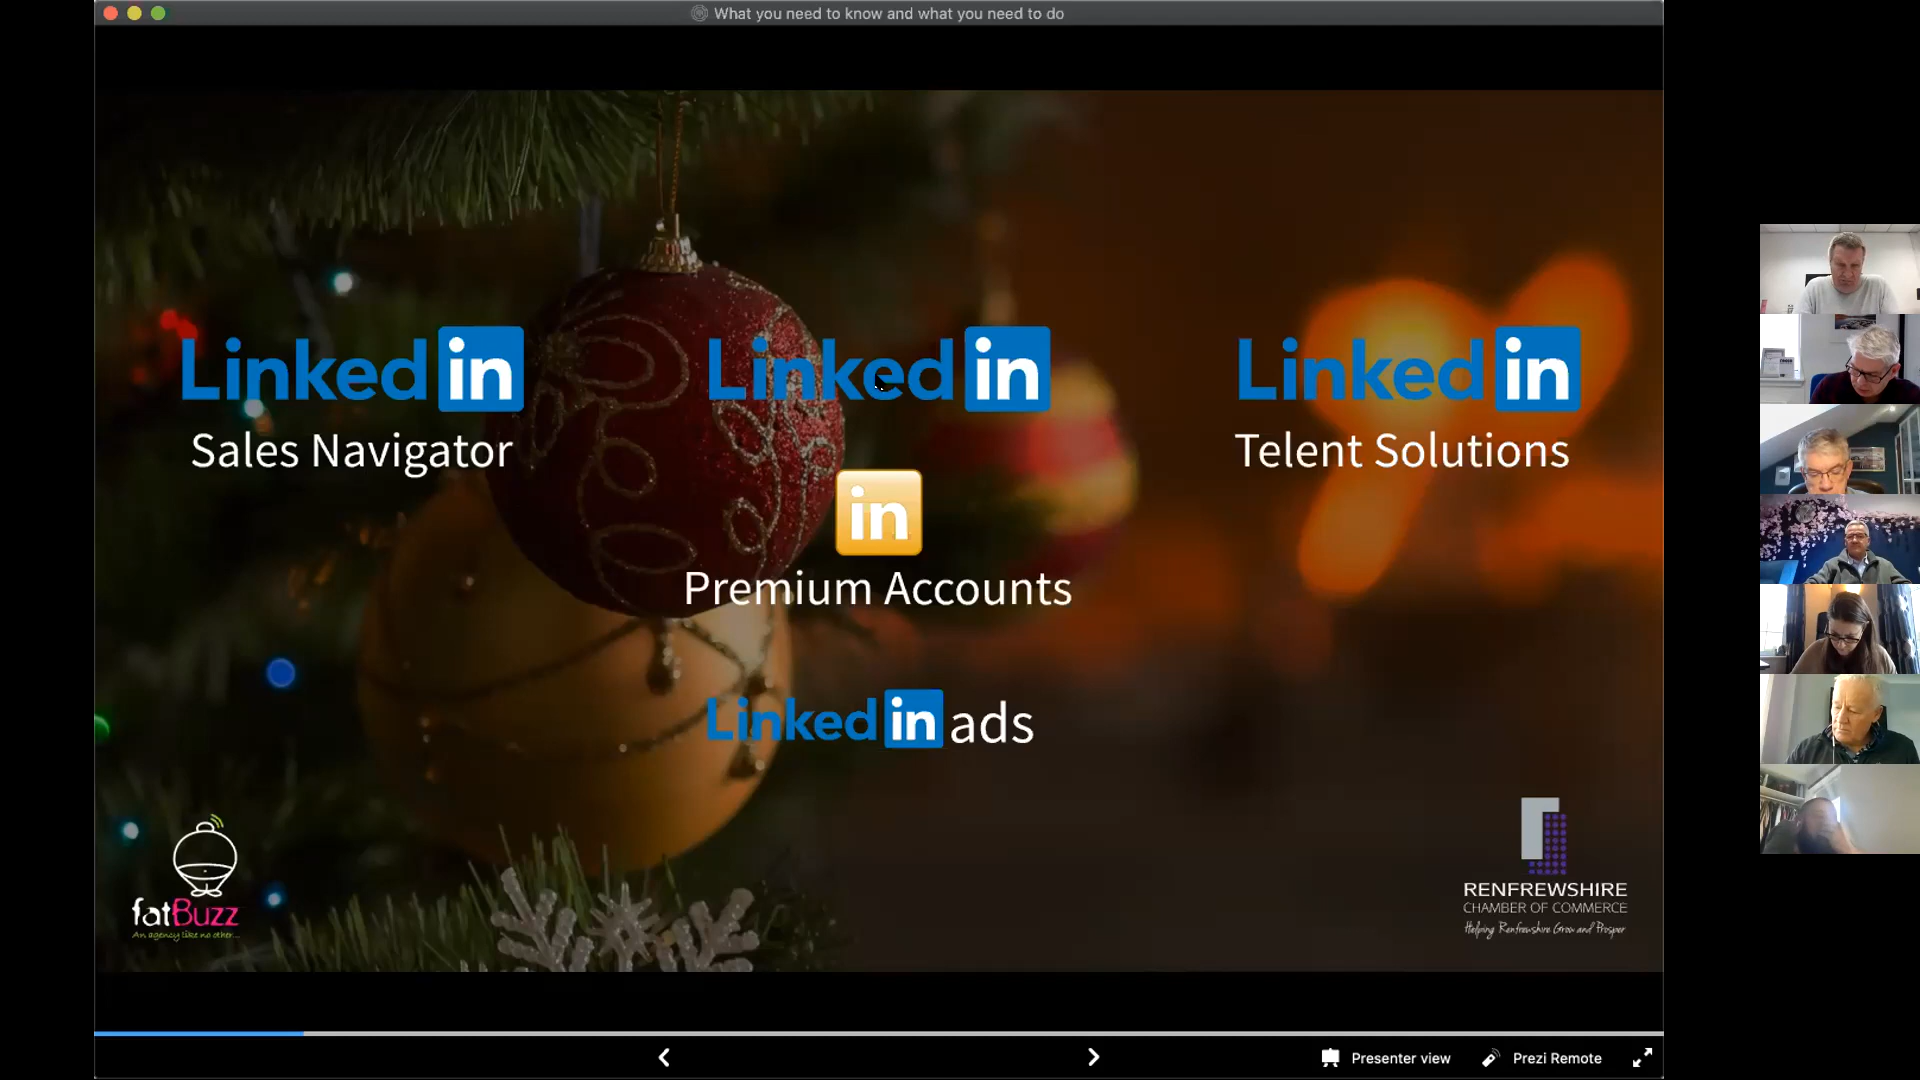 What you need to know and what you need to do
Linked in
Sales Navigator
Linked in
in
Premium Accounts
Linked in
Telent Solutions
Linked in ads
fatBuzz
An agency like no other...
RENFREWSHIRE
CHAMBER OF COMMERCE
Helping Renfrewshire Grow and Prosper
Presenter view
Prezi Remote